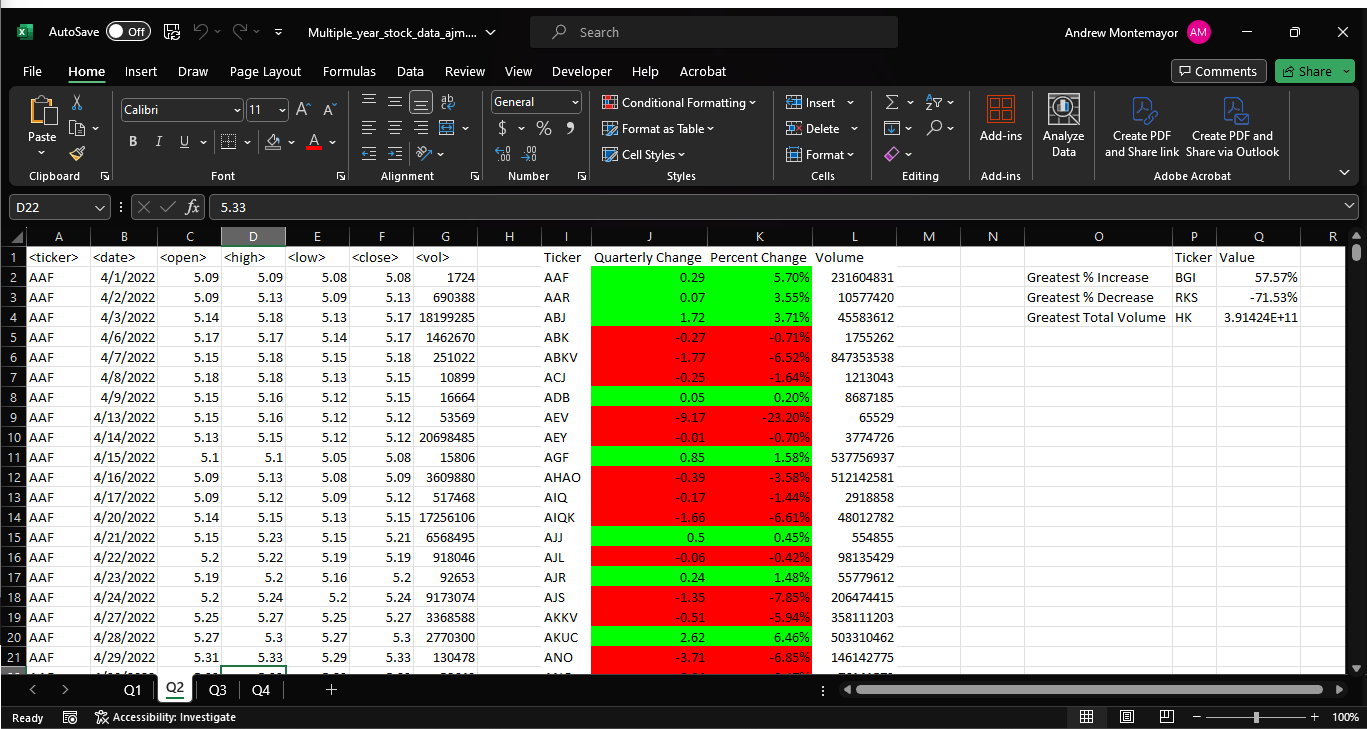 AutoSave Off Multiple_year_stock_data_ajm.... Search Andrew Montemayor AM
File Home Insert Draw Page Layout Formulas Data Review View Developer Help Acrobat Comments Share
Paste Calibri 11 General Conditional Formatting Format as Table Cell Styles Insert Delete Format Add-ins Analyze Data Create PDF and Share link Create PDF and Share via Outlook
Clipboard Font Alignment Number Styles Cells Editing Add-ins Adobe Acrobat
D22 fx 5.33
A B C D E F G H I J K L M N O P Q R
1 <ticker> <date> <open> <high> <low> <close> <vol> Ticker Quarterly Change Percent Change Volume Ticker Value
2 AAF 4/1/2022 5.09 5.09 5.08 5.08 1724 AAF 0.29 5.70% 231604831 Greatest % Increase BGI 57.57%
3 AAF 4/2/2022 5.09 5.13 5.09 5.13 690388 AAR 0.07 3.55% 10577420 Greatest % Decrease RKS -71.53%
4 AAF 4/3/2022 5.14 5.18 5.13 5.17 18199285 ABJ 1.72 3.71% 45583612 Greatest Total Volume HK 3.91424E+11
5 AAF 4/6/2022 5.17 5.17 5.14 5.17 1462670 ABK -0.27 -0.71% 1755262
6 AAF 4/7/2022 5.15 5.18 5.15 5.18 251022 ABKV -1.77 -6.52% 847353538
7 AAF 4/8/2022 5.18 5.18 5.13 5.15 10899 ACJ -0.25 -1.64% 1213043
8 AAF 4/9/2022 5.15 5.16 5.12 5.15 16664 ADB 0.05 0.20% 8687185
9 AAF 4/13/2022 5.15 5.16 5.12 5.12 53569 AEV -9.17 -23.20% 65529
10 AAF 4/14/2022 5.13 5.15 5.12 5.12 20698485 AEY -0.01 -0.70% 3774726
11 AAF 4/15/2022 5.1 5.1 5.05 5.08 15806 AGF 0.85 1.58% 537756937
12 AAF 4/16/2022 5.09 5.13 5.08 5.09 3609880 AHAO -0.39 -3.58% 512142581
13 AAF 4/17/2022 5.09 5.12 5.09 5.12 517468 AIQ -0.17 -1.44% 2918858
14 AAF 4/20/2022 5.14 5.15 5.13 5.15 17256106 AIQK -1.66 -6.61% 48012782
15 AAF 4/21/2022 5.15 5.23 5.15 5.21 6568495 AJJ 0.5 0.45% 554855
16 AAF 4/22/2022 5.2 5.22 5.19 5.19 918046 AJL -0.06 -0.42% 98135429
17 AAF 4/23/2022 5.19 5.2 5.16 5.2 92653 AJR 0.24 1.48% 55779612
18 AAF 4/24/2022 5.2 5.24 5.2 5.24 9173074 AJS -1.35 -7.85% 206474415
19 AAF 4/27/2022 5.25 5.27 5.25 5.27 3368588 AKKV -0.51 -5.94% 358111203
20 AAF 4/28/2022 5.27 5.3 5.27 5.3 2770300 AKUC 2.62 6.46% 503310462
21 AAF 4/29/2022 5.31 5.33 5.29 5.33 130478 ANO -3.71 -6.85% 146142775
Q1 Q2 Q3 Q4
Ready Accessibility: Investigate 100%